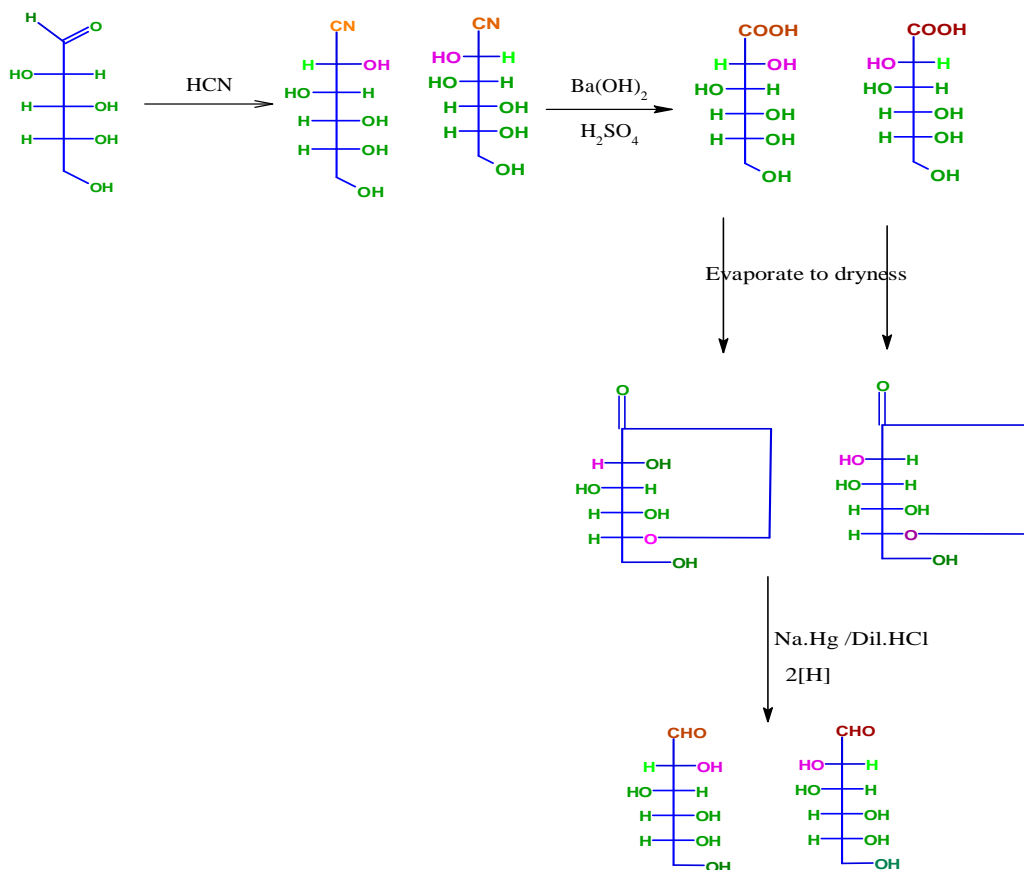 H
O
HO H
H OH
H OH
OH
HCN
CN
H OH
HO H
H OH
H OH
OH
CN
HO H
HO H
H OH
H OH
OH
Ba(OH)2
H2SO4
COOH
H OH
HO H
H OH
H OH
OH
COOH
HO H
HO H
H OH
H OH
OH
Evaporate to dryness
O
H OH
HO H
H OH
H O
OH
O
HO H
HO H
H OH
H O
OH
Na.Hg /Dil.HCl
2[H]
CHO
H OH
HO H
H OH
H OH
OH
CHO
HO H
HO H
H OH
H OH
OH